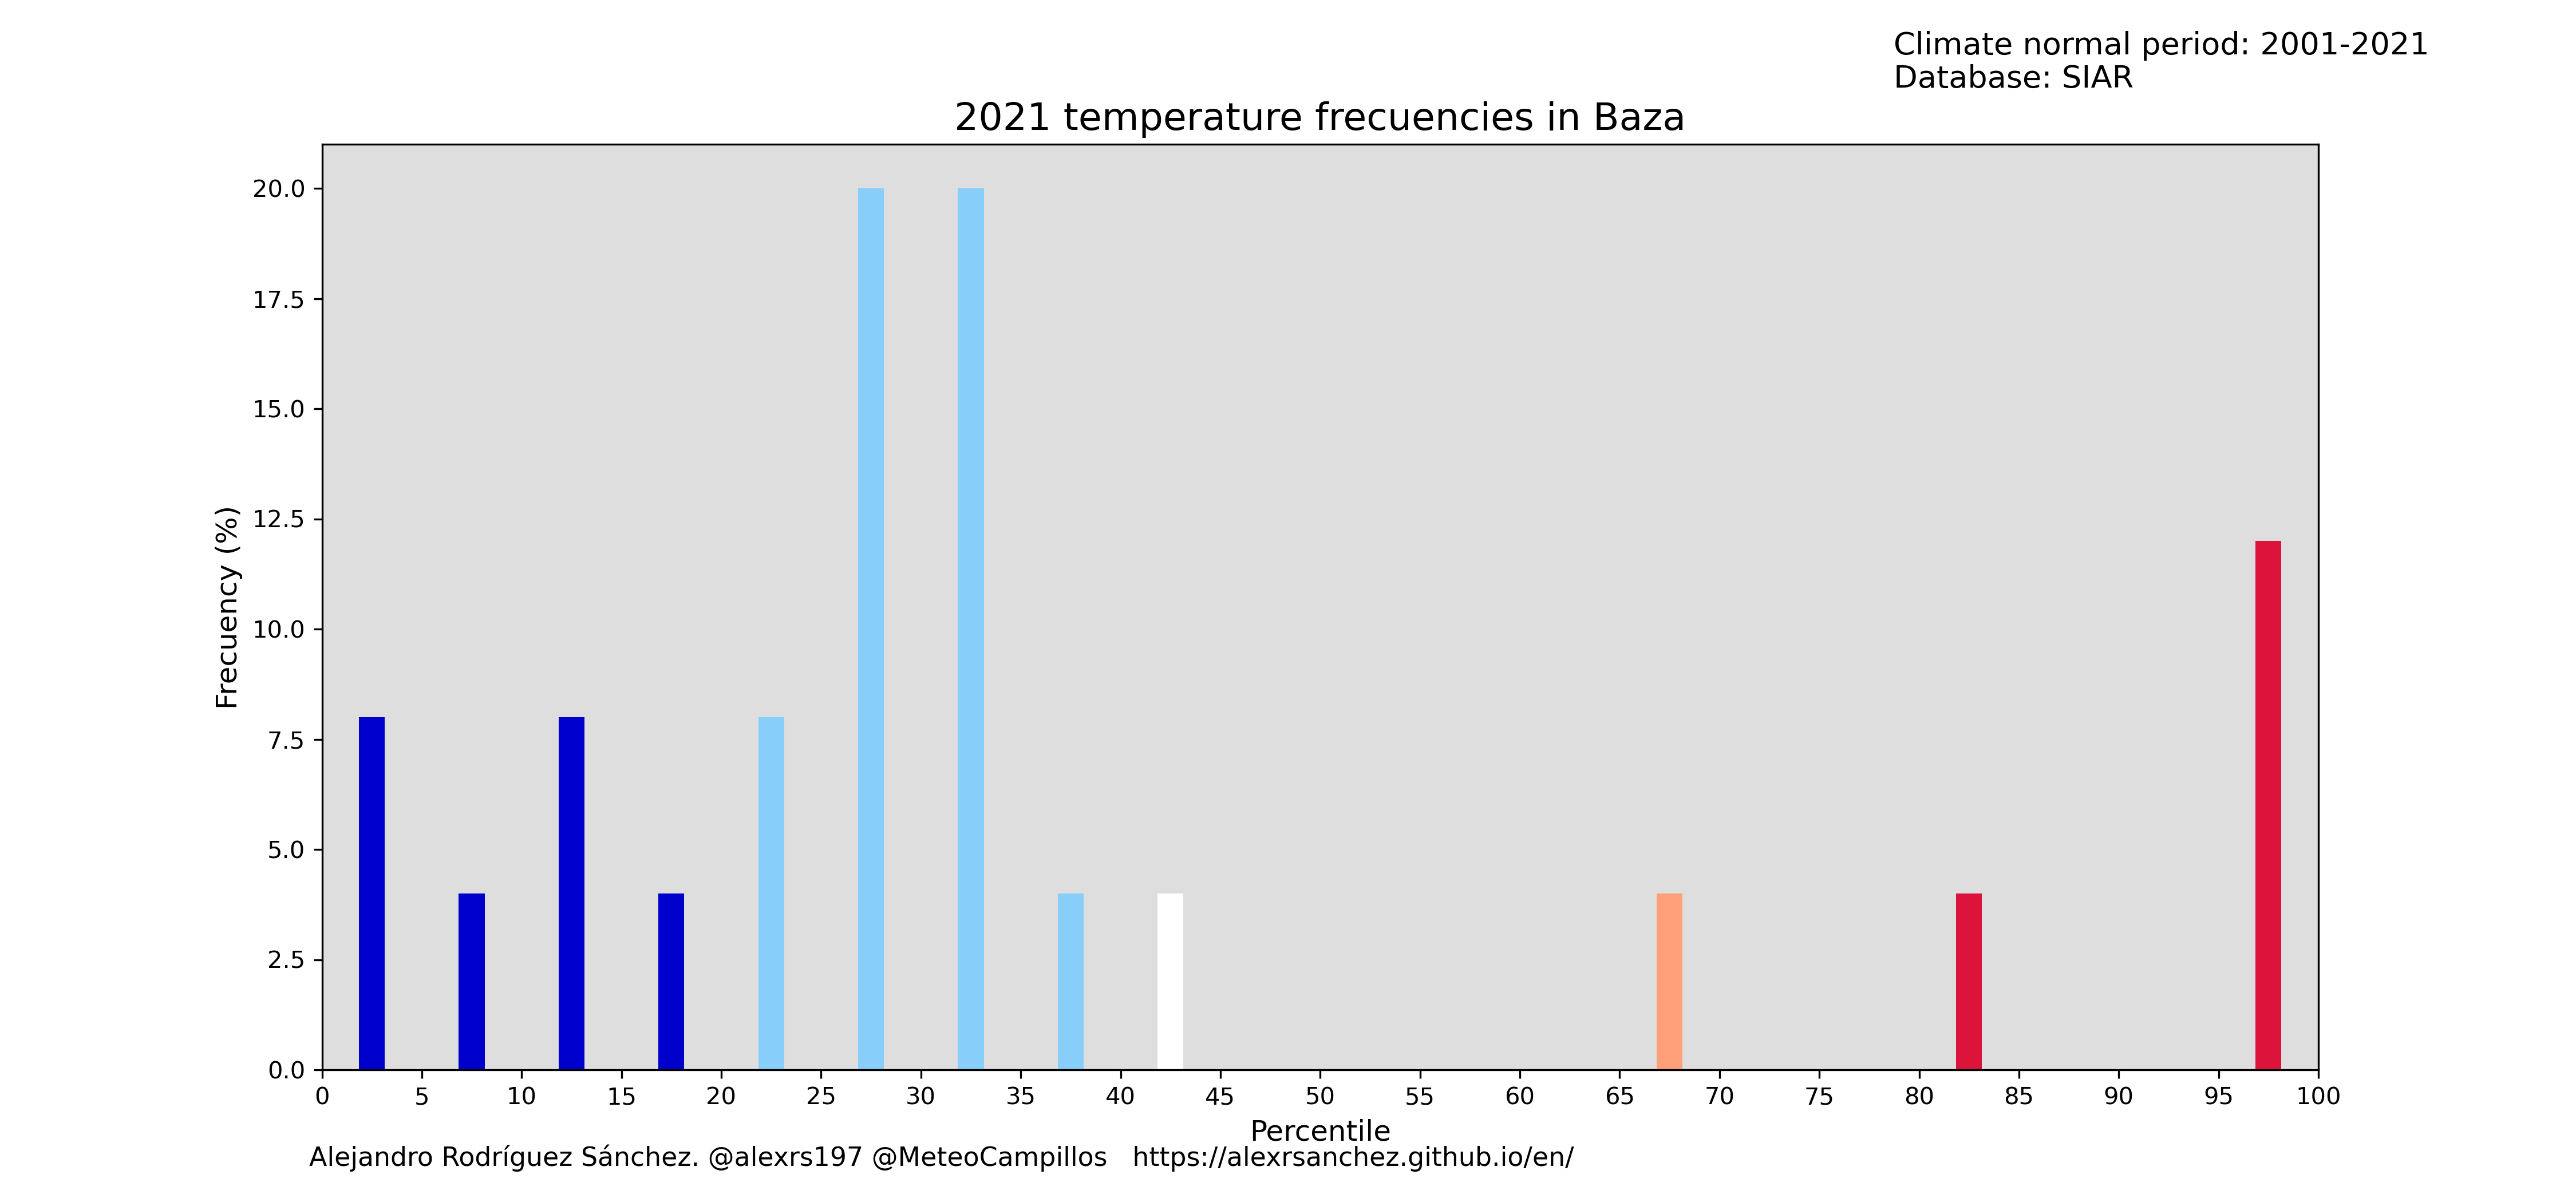 Climate normal period: 2001-2021
Database: SIAR
2021 temperature frecuencies in Baza
Frecuency (%)
20.0
17.5
15.0
12.5
10.0
7.5
5.0
2.5
0.0
0 5 10 15 20 25 30 35 40 45 50 55 60 65 70 75 80 85 90 95 100
Percentile
Alejandro Rodríguez Sánchez. @alexrs197 @MeteoCampillos https://alexrsanchez.github.io/en/